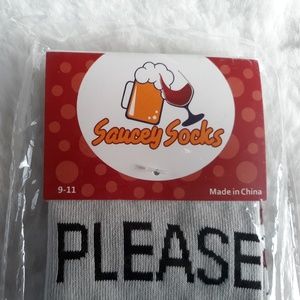 Saucey Socks
9-11
Made in China
PLEASE